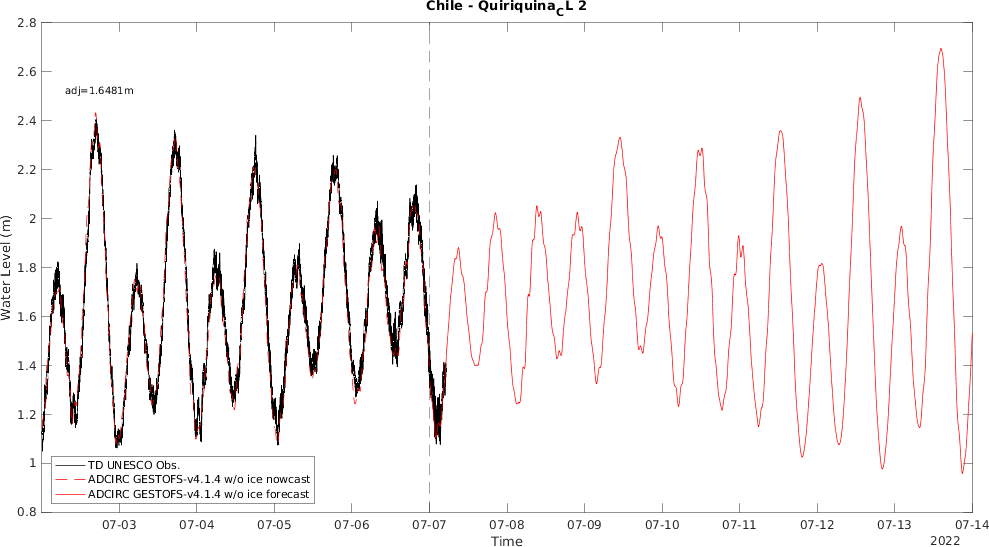 Chile - Quiriquina_CL 2
adj=1.6481m
Water Level (m)
2.8
2.6
2.4
2.2
2
1.8
1.6
1.4
1.2
1
0.8
TD UNESCO Obs.
ADCIRC GESTOFS-v4.1.4 w/o ice nowcast
ADCIRC GESTOFS-v4.1.4 w/o ice forecast
07-03 07-04 07-05 07-06 07-07 07-08 07-09 07-10 07-11 07-12 07-13 07-14
Time
2022